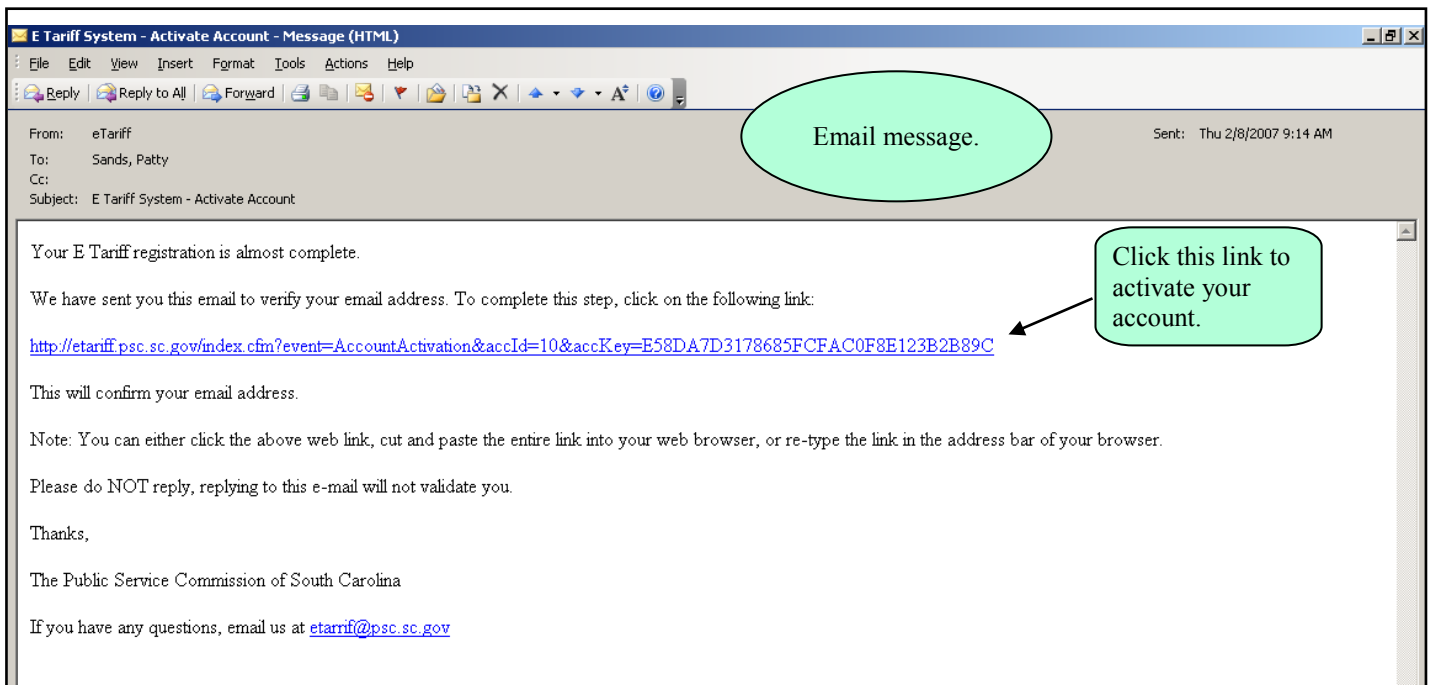 E Tariff System - Activate Account - Message (HTML)
File Edit View Insert Format Tools Actions Help
Reply Reply to All Forward
Email message.
From: eTariff
Sent: Thu 2/8/2007 9:14 AM
To: Sands, Patty
Cc:
Subject: E Tariff System - Activate Account
Your E Tariff registration is almost complete.
Click this link to
activate your
account.
We have sent you this email to verify your email address. To complete this step, click on the following link:
http://etariff.psc.sc.gov/index.cfm?event=AccountActivation&accId=10&accKey=E58DA7D3178685FCFAC0F8E123B2B89C
This will confirm your email address.
Note: You can either click the above web link, cut and paste the entire link into your web browser, or re-type the link in the address bar of your browser.
Please do NOT reply, replying to this e-mail will not validate you.
Thanks,
The Public Service Commission of South Carolina
If you have any questions, email us at etarrif@psc.sc.gov